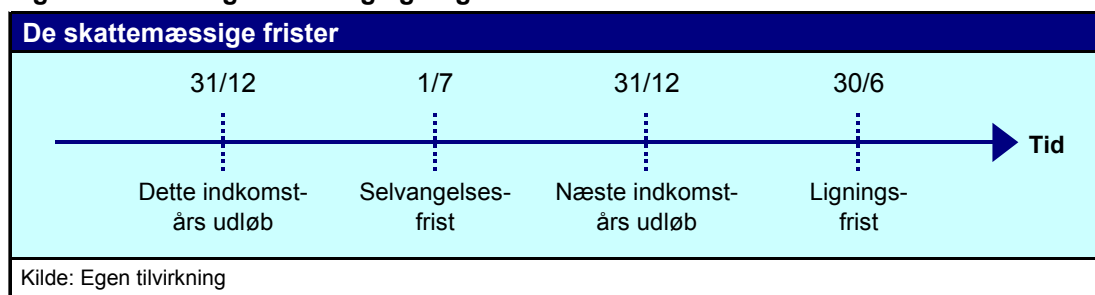 De skattemæssige frister
31/12 1/7 31/12 30/6
Tid
Dette indkomst- Selvangelses- Næste indkomst- Lignings-
års udløb frist års udløb frist
Kilde: Egen tilvirkning